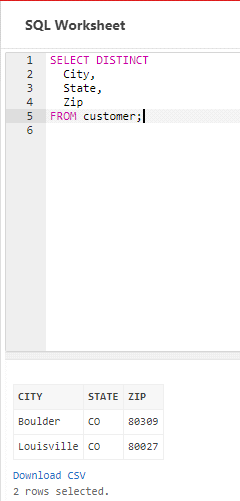 SQL Worksheet
1 SELECT DISTINCT
2 City,
3 State,
4 Zip
5 FROM customer;
6
CITY STATE ZIP
Boulder CO 80309
Louisville CO 80027
Download CSV
2 rows selected.